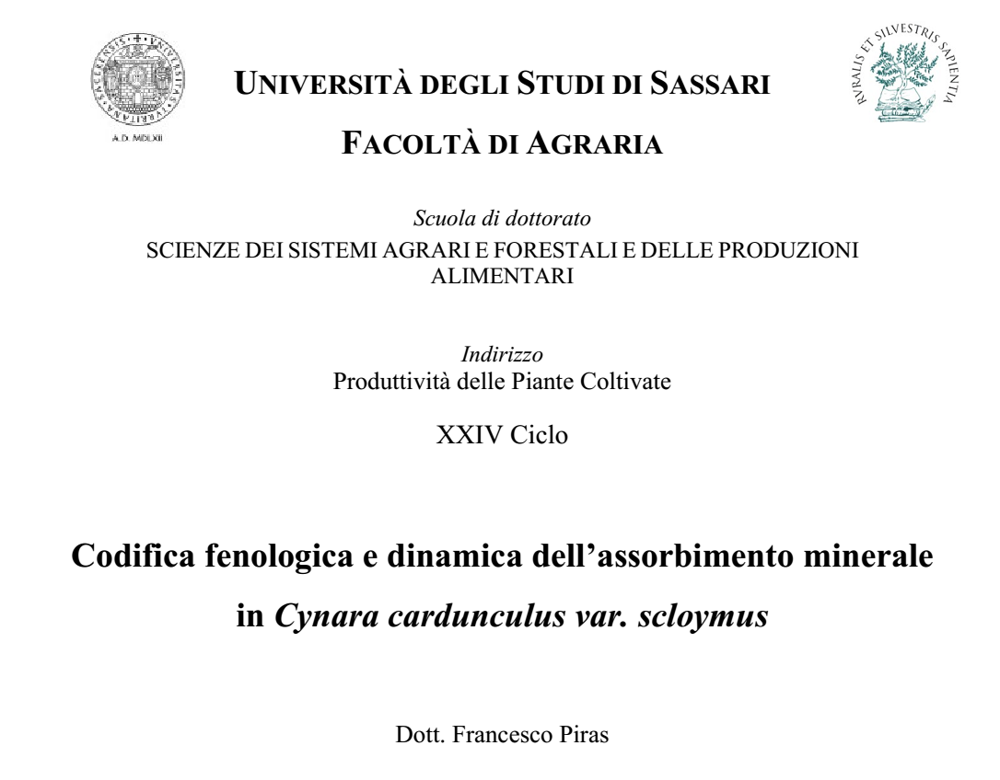 UNIVERSITÀ DEGLI STUDI DI SASSARI
RVRALIS ET SILVESTRIS SAPIENTIA
A.D. MDLXII
FACOLTÀ DI AGRARIA
Scuola di dottorato
SCIENZE DEI SISTEMI AGRARI E FORESTALI E DELLE PRODUZIONI
ALIMENTARI
Indirizzo
Produttività delle Piante Coltivate
XXIV Ciclo
Codifica fenologica e dinamica dell’assorbimento minerale
in Cynara cardunculus var. scloymus
Dott. Francesco Piras